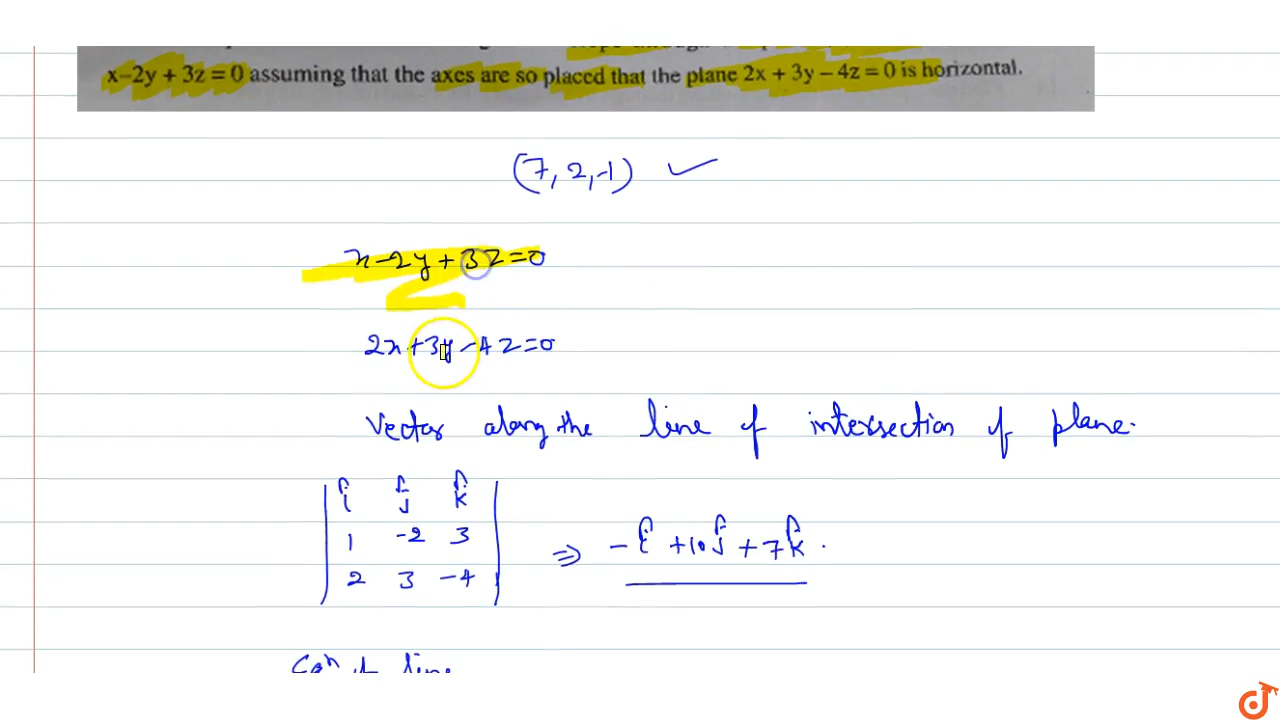 x−2y + 3z = 0 assuming that the axes are so placed that the plane 2x + 3y − 4z = 0 is horizontal.
(7, 2, -1) ✓
x-2y+3z=0
2x+3y-4z=0
Vector along the line of intersection of plane.
| î ĵ k̂ |
| 1 -2 3 |
| 2 3 -4 |
⇒ -î +10ĵ +7k̂.
line